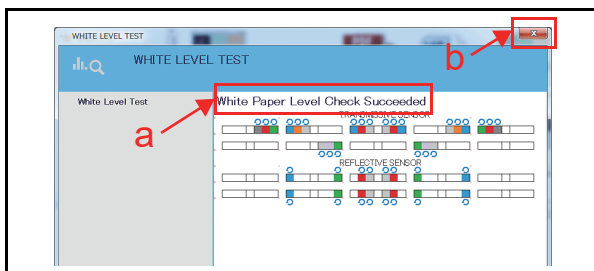 WHITE LEVEL TEST
b
WHITE LEVEL TEST
White Level Test
White Paper Level Check Succeeded
a
TRANSMISSIVE SENSOR
REFLECTIVE SENSOR